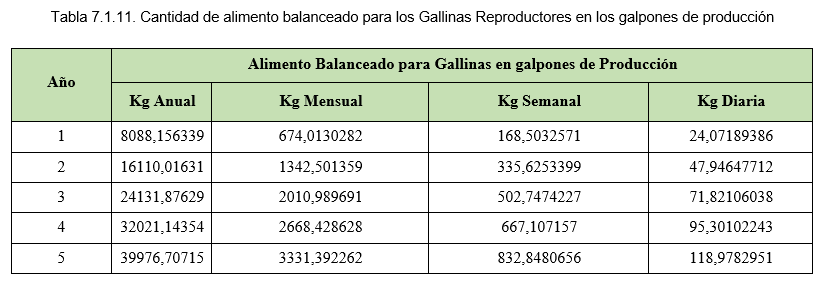 Tabla 7.1.11. Cantidad de alimento balanceado para los Gallinas Reproductores en los galpones de producción
Año
Alimento Balanceado para Gallinas en galpones de Producción
Kg Anual Kg Mensual Kg Semanal Kg Diaria
1 8088,156339 674,0130282 168,5032571 24,07189386
2 16110,01631 1342,501359 335,6253399 47,94647712
3 24131,87629 2010,989691 502,7474227 71,82106038
4 32021,14354 2668,428628 667,107157 95,30102243
5 39976,70715 3331,392262 832,8480656 118,9782951